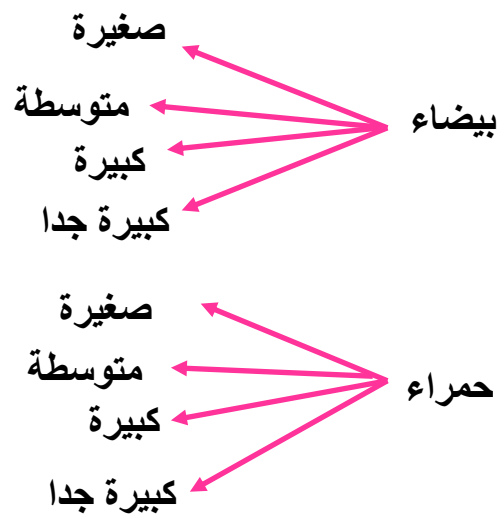 صغيرة
متوسطة
بيضاء
كبيرة
كبيرة جدا
صغيرة
متوسطة
حمراء
كبيرة
كبيرة جدا